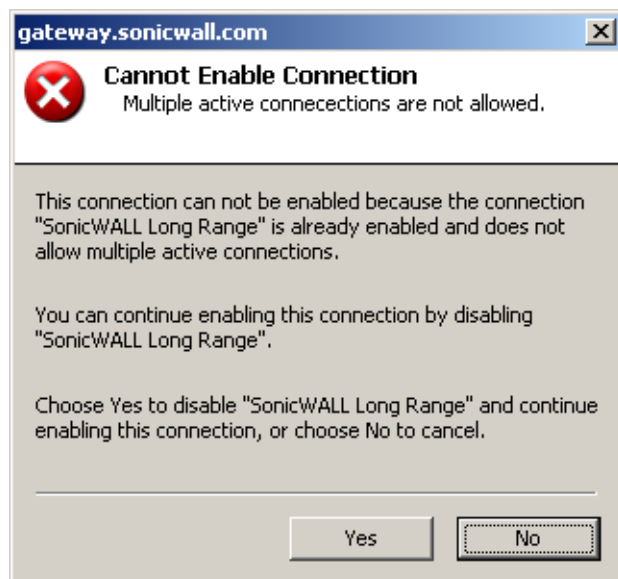 gateway.sonicwall.com
Cannot Enable Connection
Multiple active connecections are not allowed.
This connection can not be enabled because the connection
"SonicWALL Long Range" is already enabled and does not
allow multiple active connections.
You can continue enabling this connection by disabling
"SonicWALL Long Range".
Choose Yes to disable "SonicWALL Long Range" and continue
enabling this connection, or choose No to cancel.
Yes
No